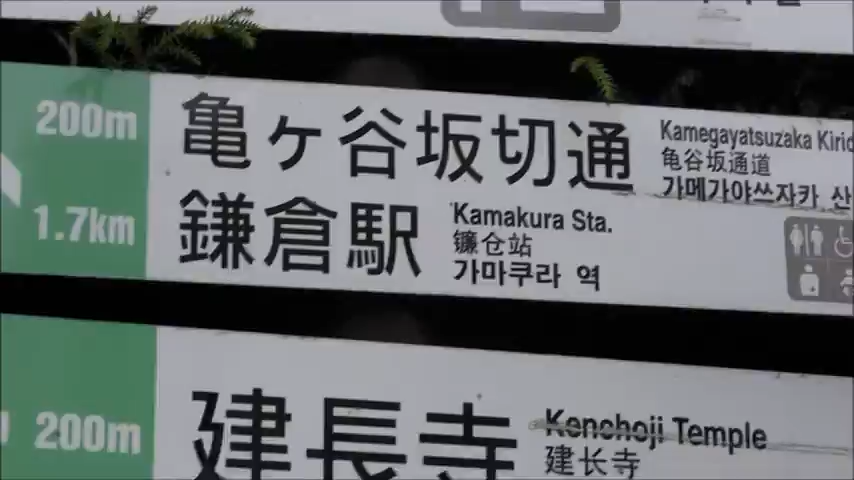 200m
亀ヶ谷坂切通
Kamegayatsuzaka
亀谷坂通道
가메가야쓰자카 산
1.7km
鎌倉駅
Kamakura Sta.
镰仓站
가마쿠라 역
200m
建長寺
Kenchoji Temple
建长寺